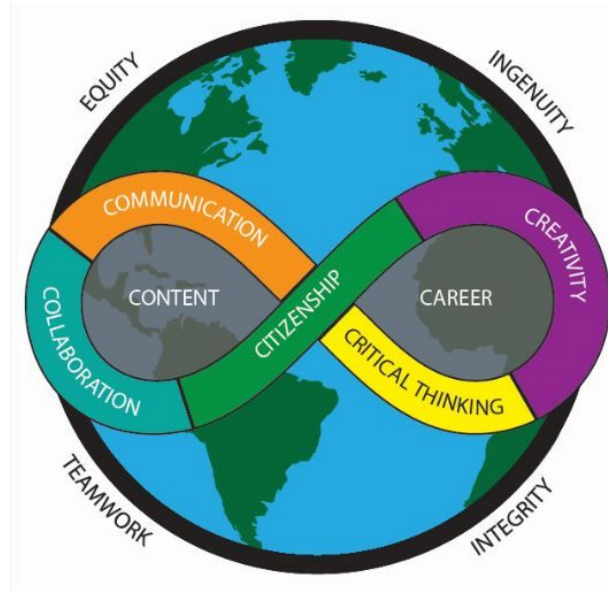 EQUITY
INGENUITY
COMMUNICATION
CREATIVITY
CONTENT
CITIZENSHIP
CAREER
COLLABORATION
CRITICAL THINKING
TEAMWORK
INTEGRITY